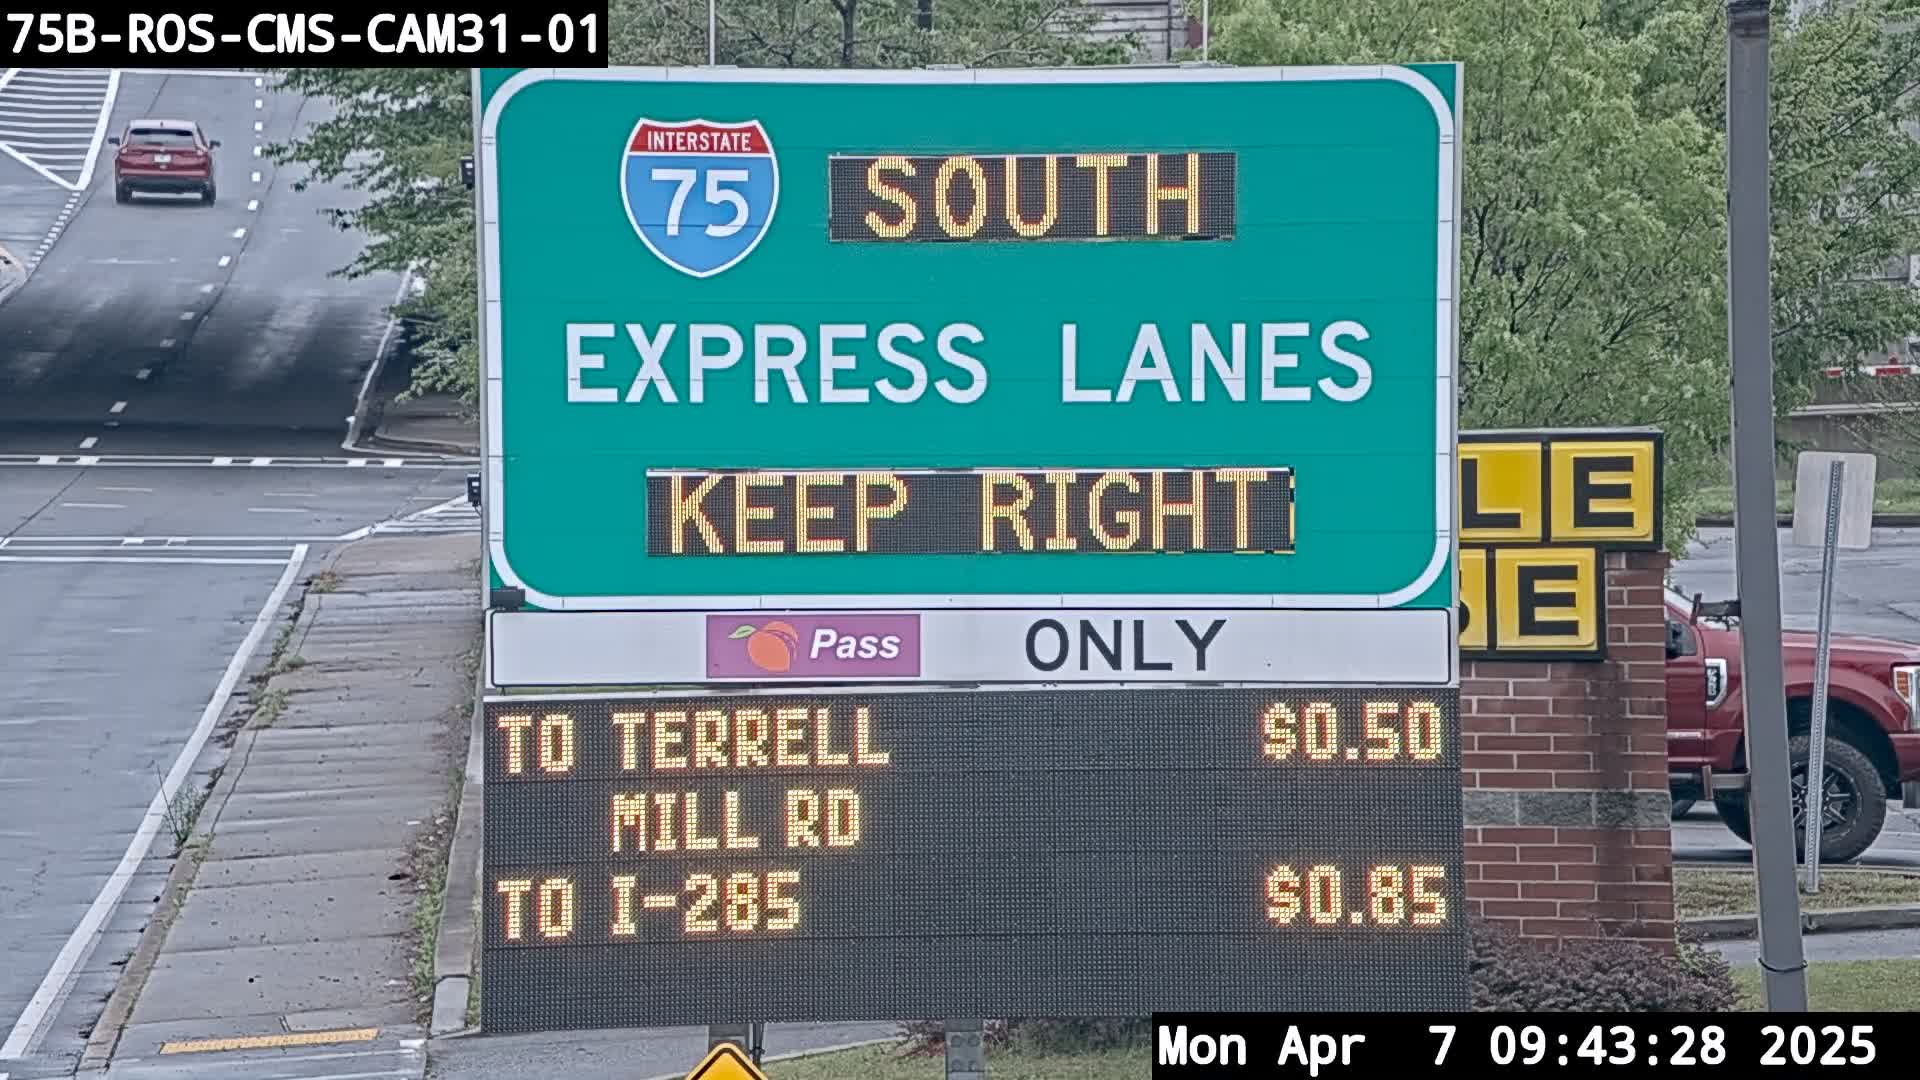 75B-ROS-CMS-CAM31-01
INTERSTATE
75
SOUTH
EXPRESS LANES
KEEP RIGHT
Pass ONLY
TO TERRELL $0.50
MILL RD
TO I-285 $0.85
LE
E
Mon Apr 7 09:43:28 2025